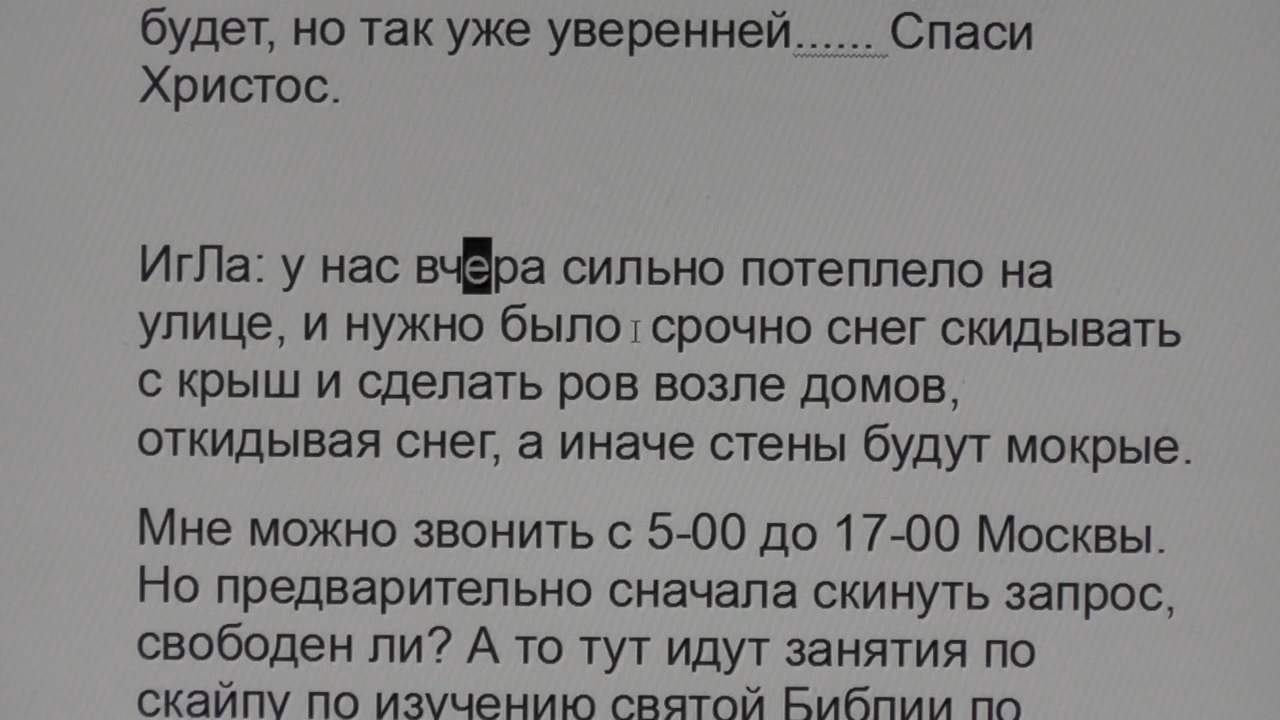 будет, но так уже уверенней...... Спаси
Христос.
ИгЛа: у нас вчера сильно потеплело на
улице, и нужно было срочно снег скидывать
с крыш и сделать ров возле домов,
откидывая снег, а иначе стены будут мокрые.
Мне можно звонить с 5-00 до 17-00 Москвы.
Но предварительно сначала скинуть запрос,
свободен ли? А то тут идут занятия по
скайпу по изучению святой Библии по